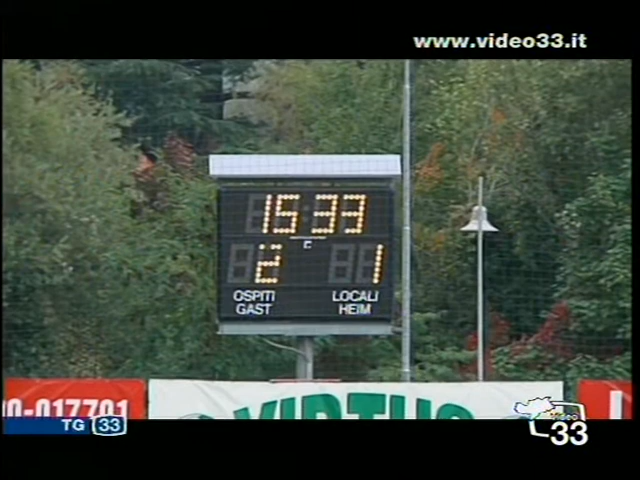 www.video33.it
15 33
2 1
OSPITI LOCALI
GAST HEIM
0-017701
VIRTUS
TG 33
Video
33